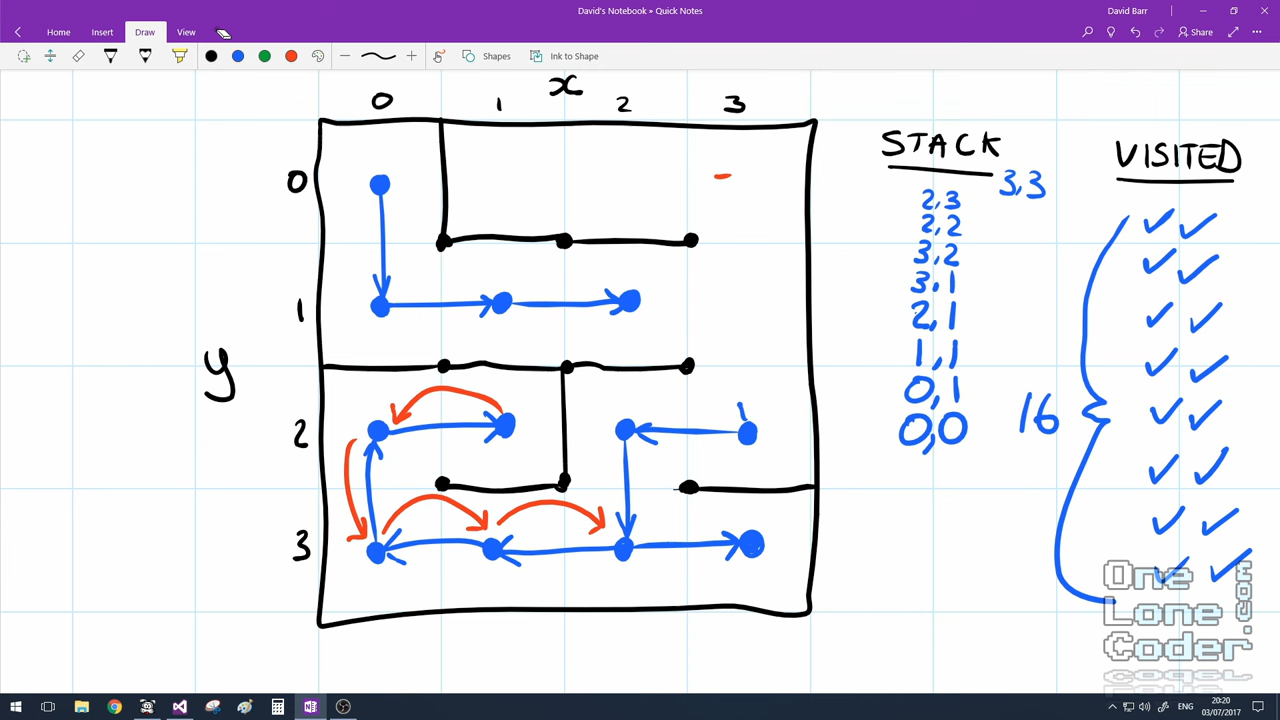 David's Notebook » Quick Notes
David Barr
Home Insert Draw View
Share
Shapes
Ink to Shape
x
0 1 2 3
0
1
y
2
3
STACK
3,3
2,3
2,2
3,2
3,1
2,1
1,1
0,1
0,0
16
VISITED
One
Lone
Coder
.com
ENG
20:20
03/07/2017